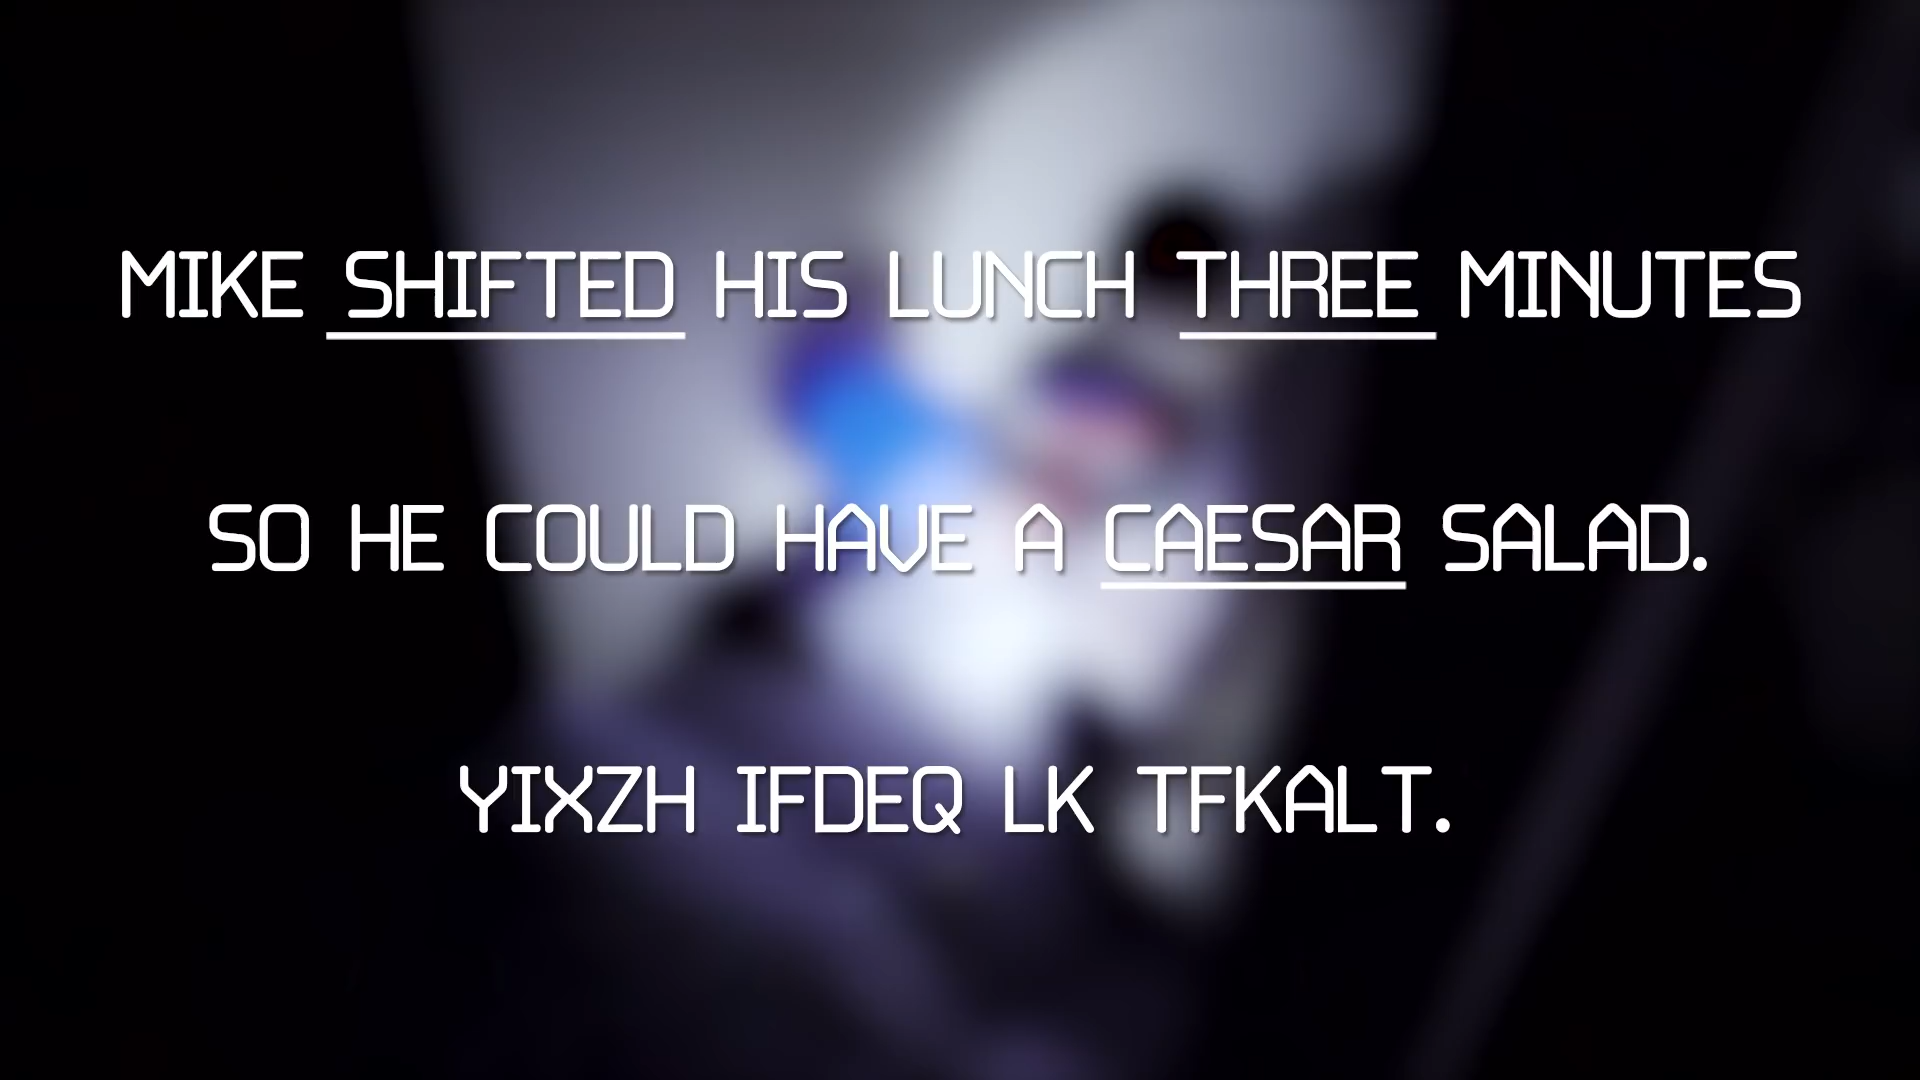 MIKE SHIFTED HIS LUNCH THREE MINUTES
SO HE COULD HAVE A CAESAR SALAD.
YIXZH IFDEQ LK TFKALT.